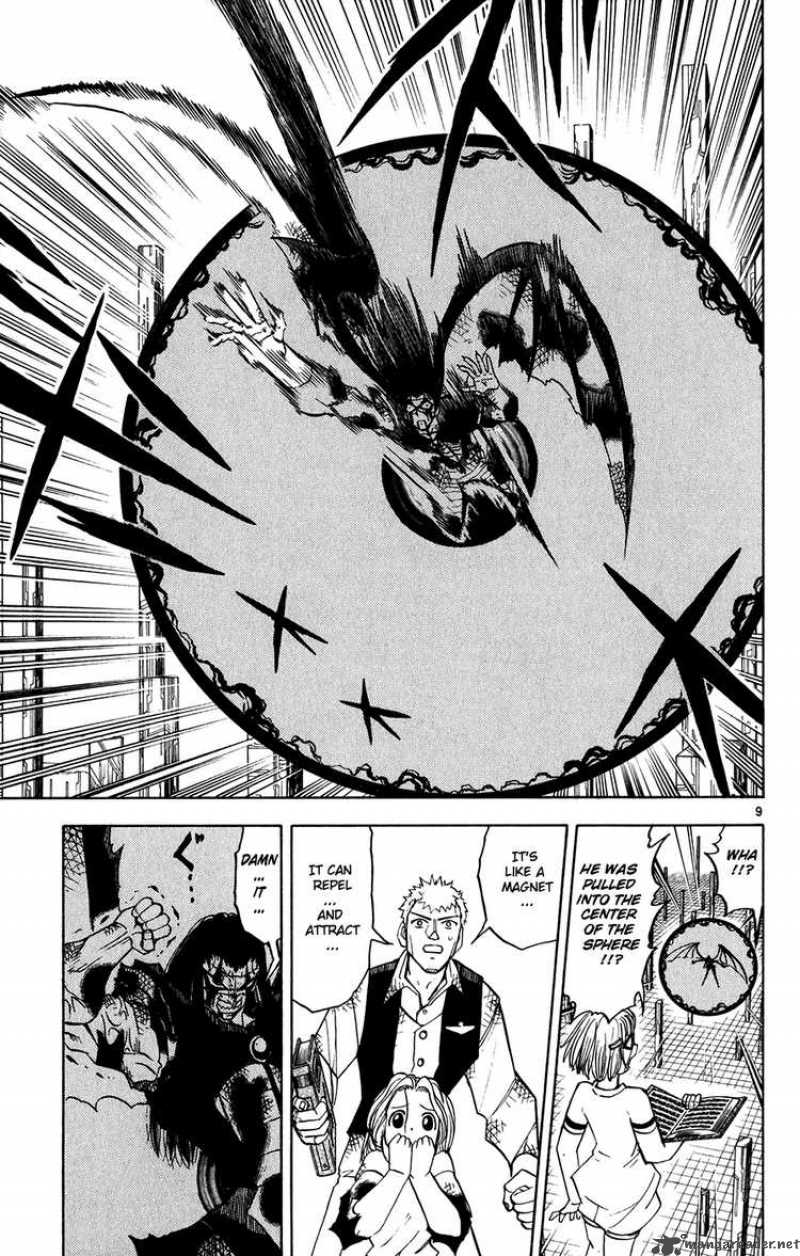 9
WHA
!!?
HE WAS
PULLED
INTO THE
CENTER
OF THE
SPHERE
!!?
IT'S
LIKE A
MAGNET
...
IT CAN
REPEL
...
AND
ATTRACT
...
DAMN
...
IT
...
ぐ
mangareader.net